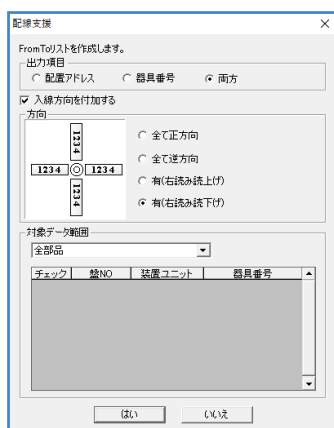 配線支援
FromToリストを作成します。
出力項目
配置アドレス 器具番号 両方
入線方向を付加する
方向
1234
1234 1234
1234
全て正方向
全て逆方向
有(右読み読上げ)
有(右読み読下げ)
対象データ範囲
全部品
チェック 盤NO 装置ユニット 器具番号
はい いいえ